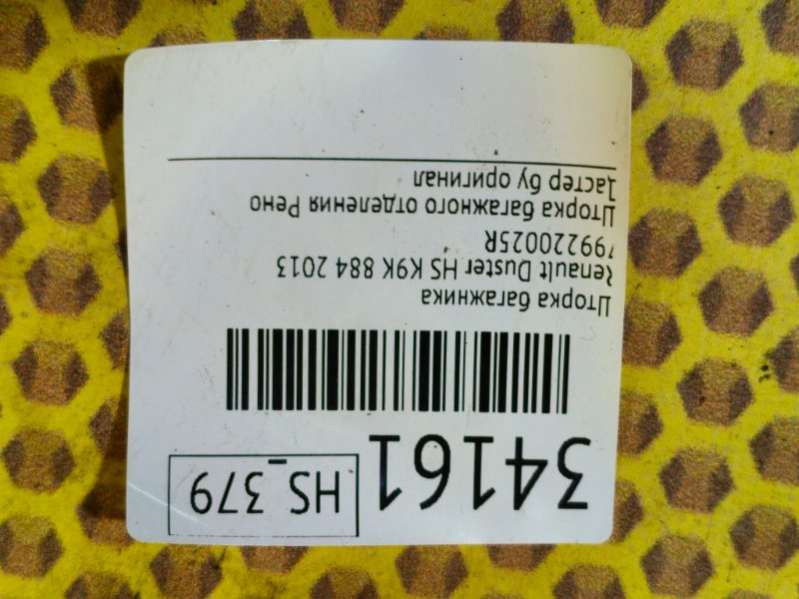 34161
HS_379
Шторка багажника
Renault Duster HS K9K 884 2013
799220025R
Шторка багажного отделения Рено
Дастер бу оригинал